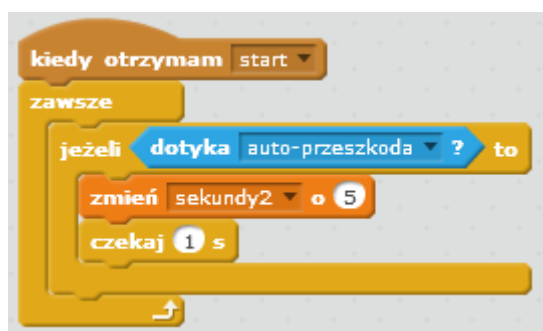 kiedy otrzymam start
zawsze
jeżeli dotyka auto-przeszkoda ? to
zmień sekundy2 o 5
czekaj 1 s